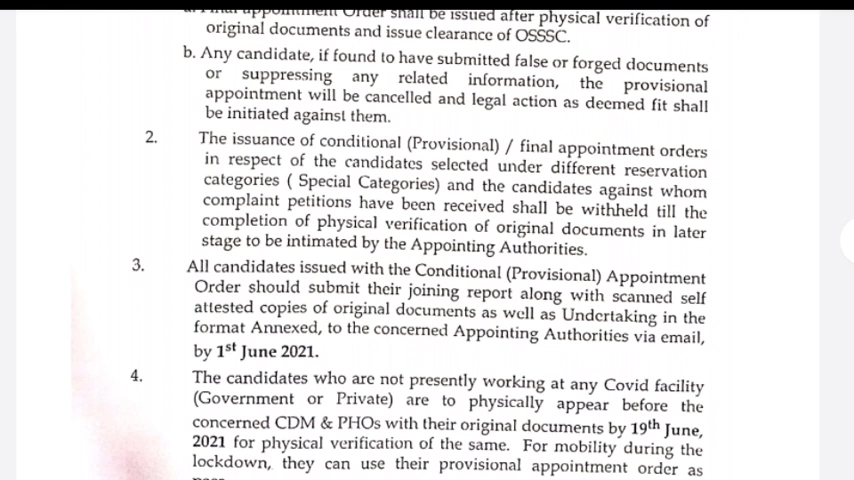 a. Final appointment Order shall be issued after physical verification of
original documents and issue clearance of OSSSC.
b. Any candidate, if found to have submitted false or forged documents
or suppressing any related information, the provisional
appointment will be cancelled and legal action as deemed fit shall
be initiated against them.
2. The issuance of conditional (Provisional) / final appointment orders
in respect of the candidates selected under different reservation
categories ( Special Categories) and the candidates against whom
complaint petitions have been received shall be withheld till the
completion of physical verification of original documents in later
stage to be intimated by the Appointing Authorities.
3. All candidates issued with the Conditional (Provisional) Appointment
Order should submit their joining report along with scanned self
attested copies of original documents as well as Undertaking in the
format Annexed, to the concerned Appointing Authorities via email,
by 1st June 2021.
4. The candidates who are not presently working at any Covid facility
(Government or Private) are to physically appear before the
concerned CDM & PHOs with their original documents by 19th June,
2021 for physical verification of the same. For mobility during the
lockdown, they can use their provisional appointment order as